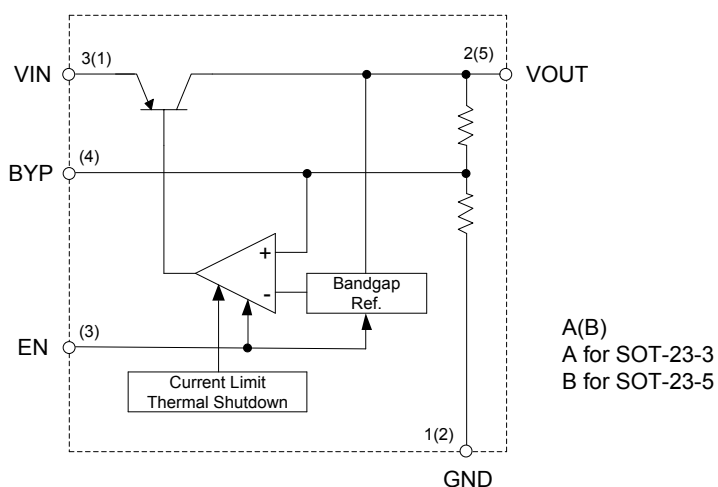 3(1)
2(5)
VIN
VOUT
(4)
BYP
+
-
Bandgap
Ref.
(3)
EN
Current Limit
Thermal Shutdown
A(B)
A for SOT-23-3
B for SOT-23-5
1(2)
GND